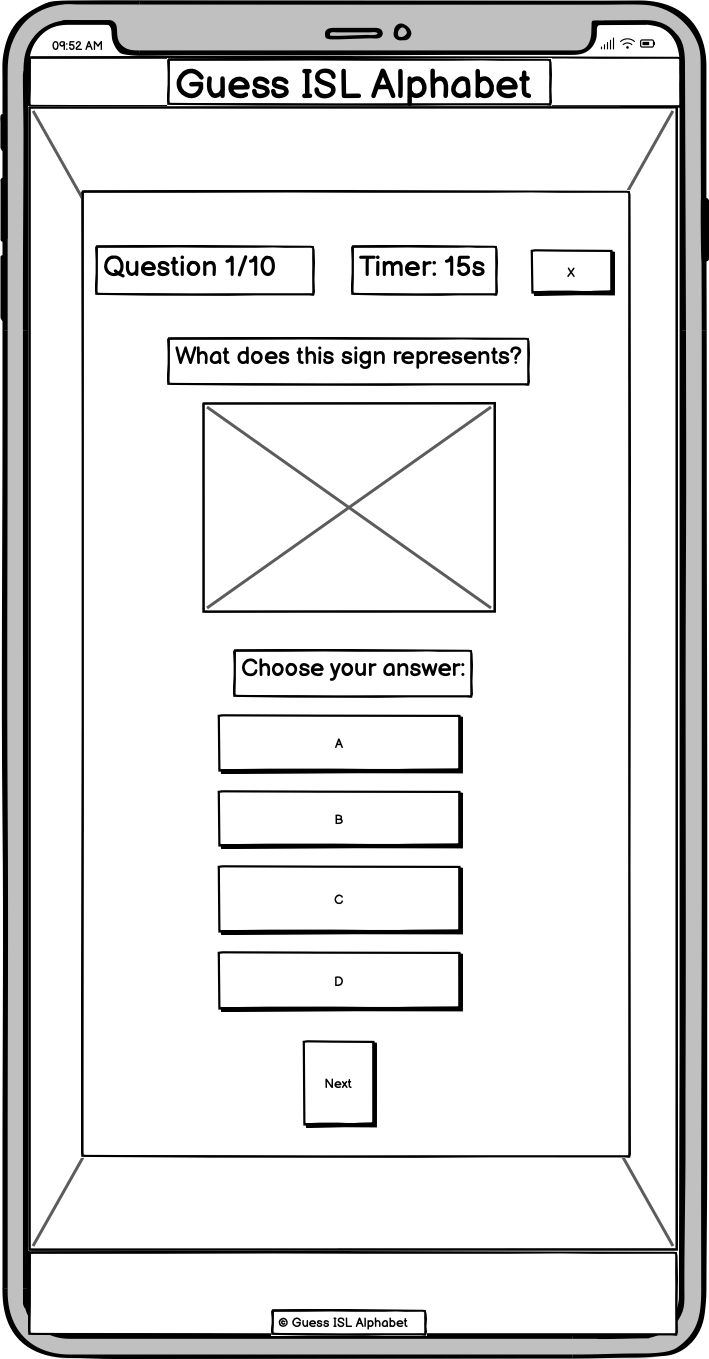 09:52 AM
Guess ISL Alphabet
Question 1/10
Timer: 15s
X
What does this sign represents?
Choose your answer:
A
B
C
D
Next
© Guess ISL Alphabet